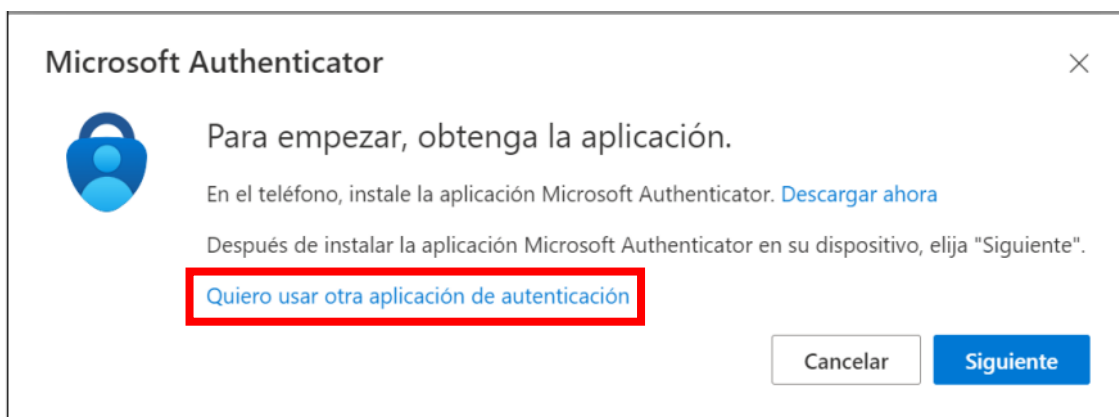 Microsoft Authenticator
Para empezar, obtenga la aplicación.
En el teléfono, instale la aplicación Microsoft Authenticator. Descargar ahora
Después de instalar la aplicación Microsoft Authenticator en su dispositivo, elija "Siguiente".
Quiero usar otra aplicación de autenticación
Cancelar Siguiente